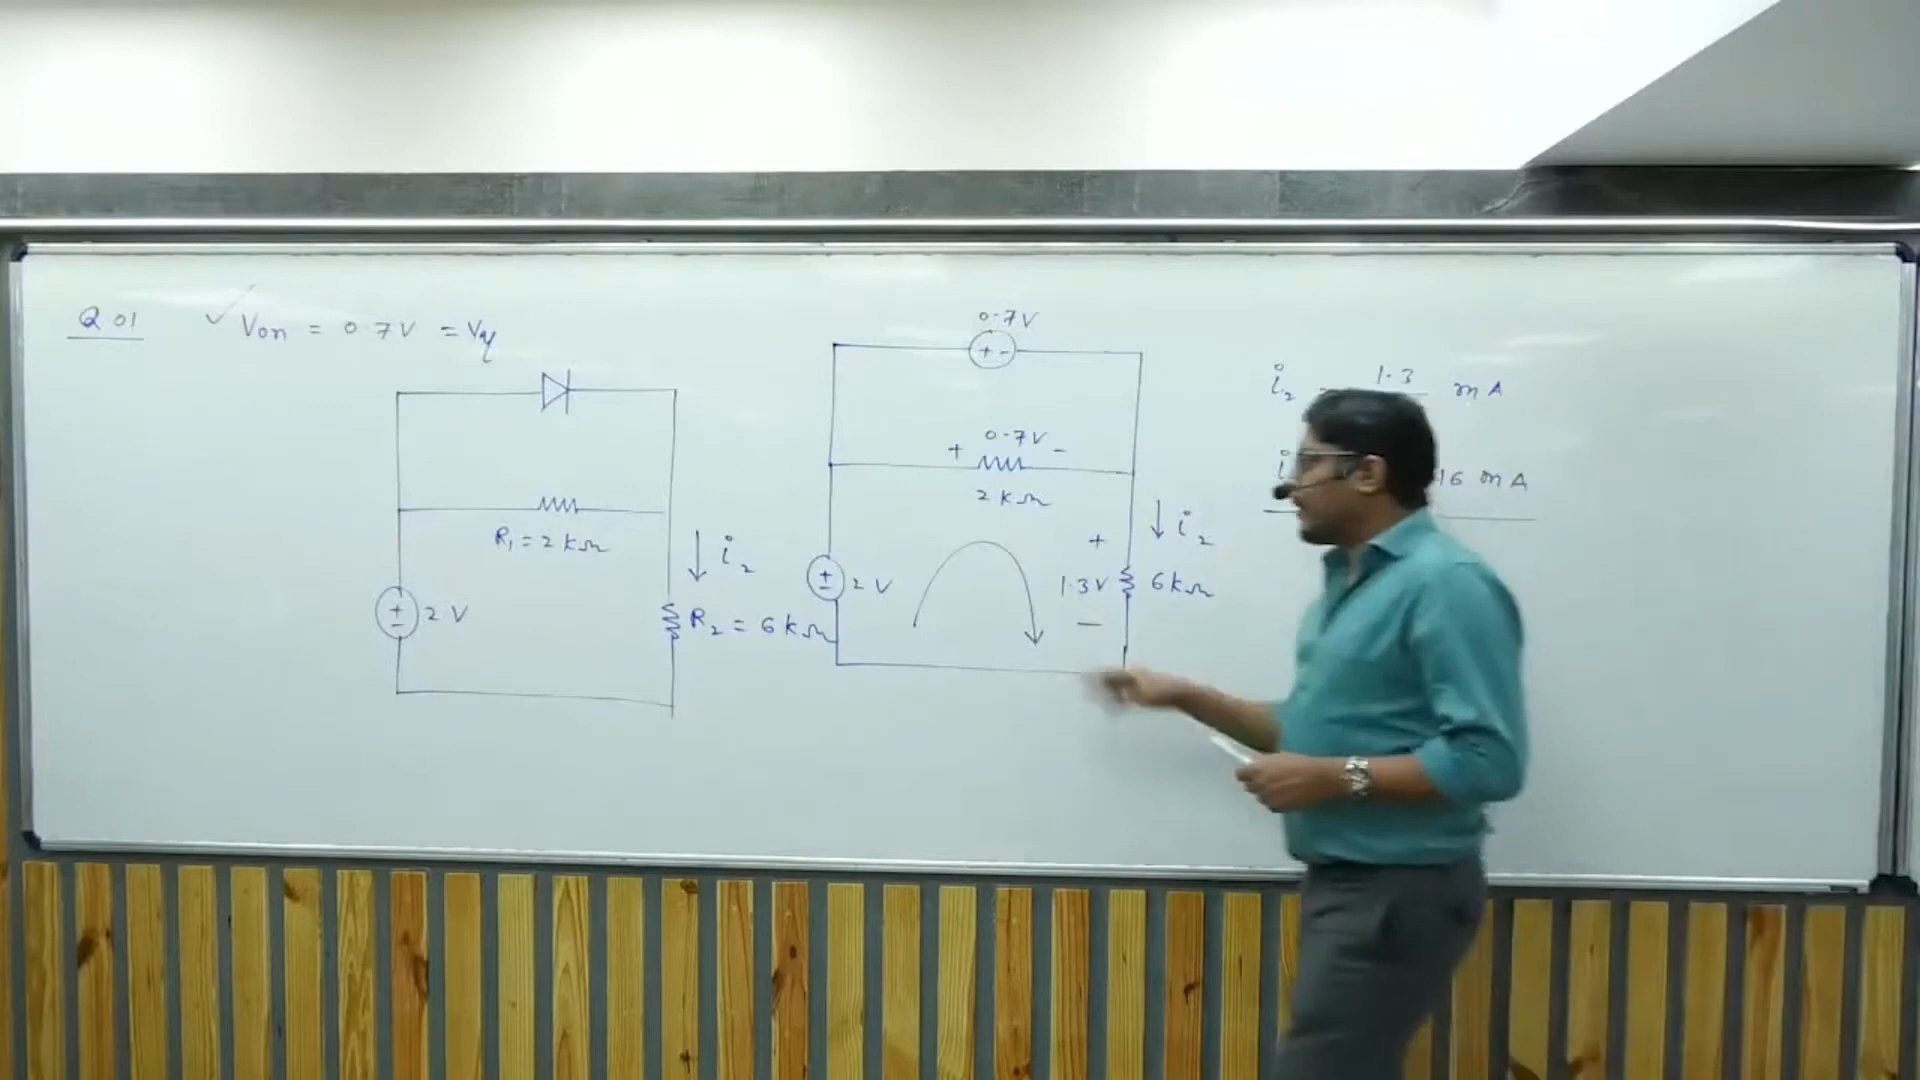 Q 01 ✓ Von = 0.7V = Vγ
2 V
R1 = 2 kΩ
i2
R2 = 6 kΩ
0.7V
+ -
+ 0.7V -
2 kΩ
2 V
i2
+
1.3V
6kΩ
-
i2 = 1.3 mA
i 16 mA